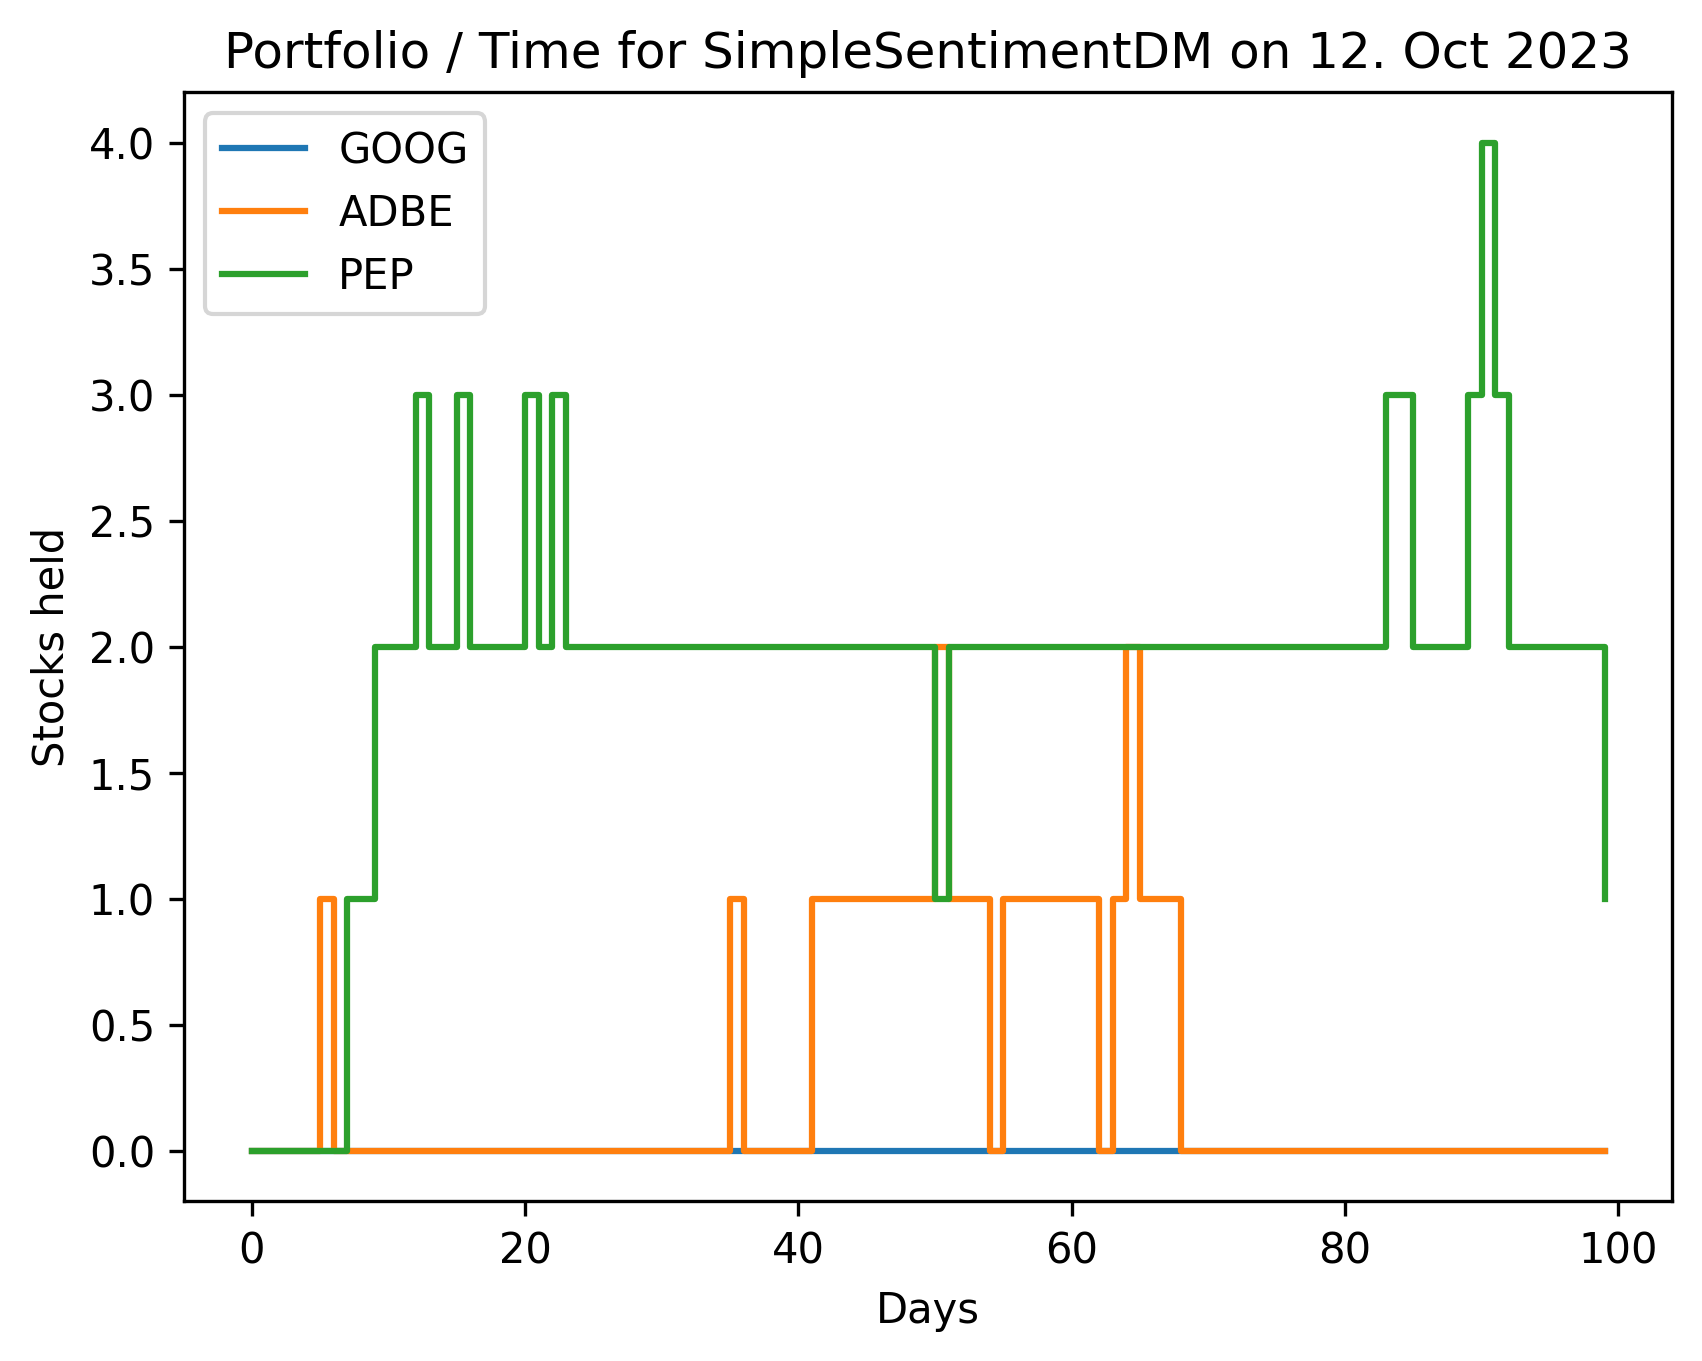 Portfolio / Time for SimpleSentimentDM on 12. Oct 2023
GOOG
ADBE
PEP
4.0
3.5
3.0
2.5
2.0
1.5
1.0
0.5
0.0
Stocks held
0 20 40 60 80 100
Days